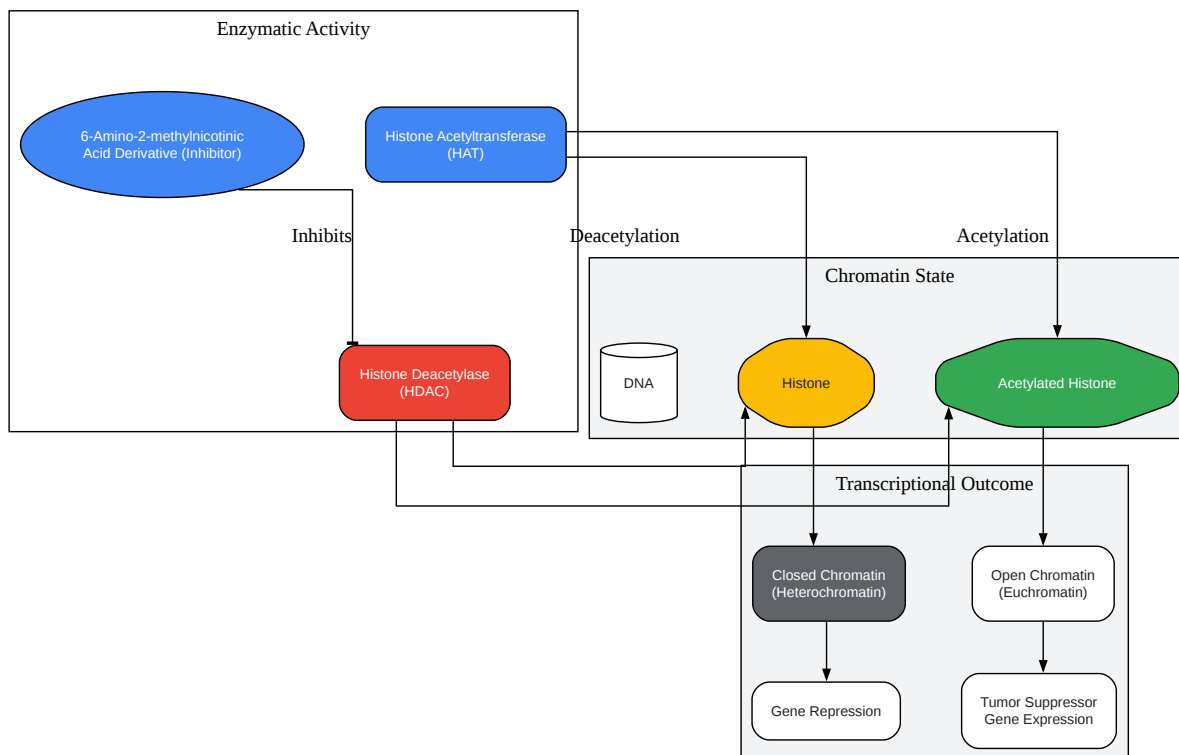 Enzymatic Activity
6-Amino-2-methylnicotinic
Acid Derivative (Inhibitor)
Histone Acetyltransferase
(HAT)
Inhibits
Deacetylation
Acetylation
Chromatin State
Histone Deacetylase
(HDAC)
DNA
Histone
Acetylated Histone
Transcriptional Outcome
Closed Chromatin
(Heterochromatin)
Open Chromatin
(Euchromatin)
Gene Repression
Tumor Suppressor
Gene Expression